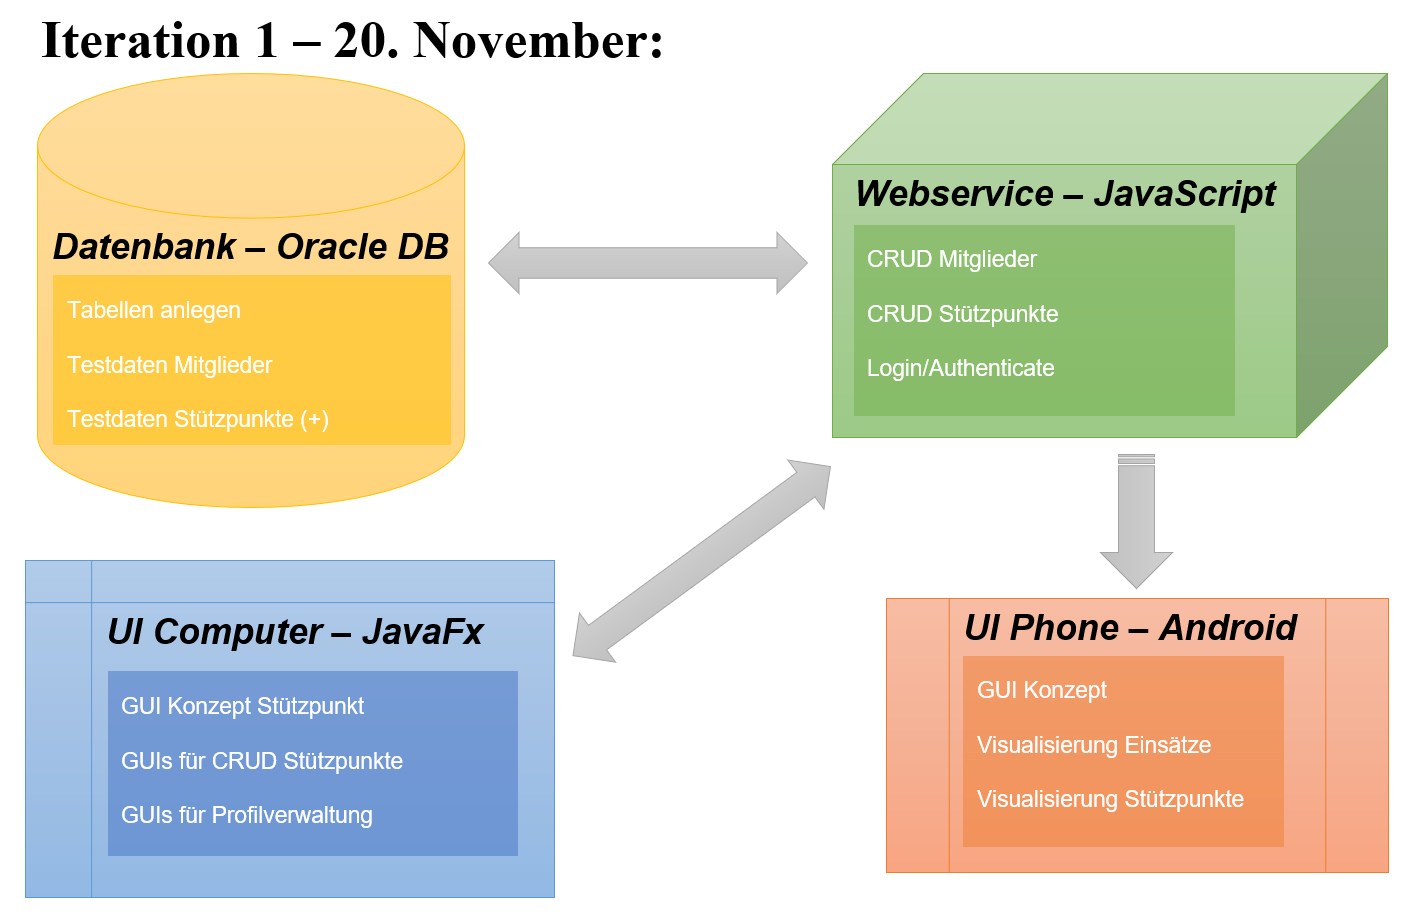 Iteration 1 – 20. November:
Datenbank – Oracle DB
Tabellen anlegen
Testdaten Mitglieder
Testdaten Stützpunkte (+)
Webservice – JavaScript
CRUD Mitglieder
CRUD Stützpunkte
Login/Authenticate
UI Computer – JavaFx
GUI Konzept Stützpunkt
GUIs für CRUD Stützpunkte
GUIs für Profilverwaltung
UI Phone – Android
GUI Konzept
Visualisierung Einsätze
Visualisierung Stützpunkte